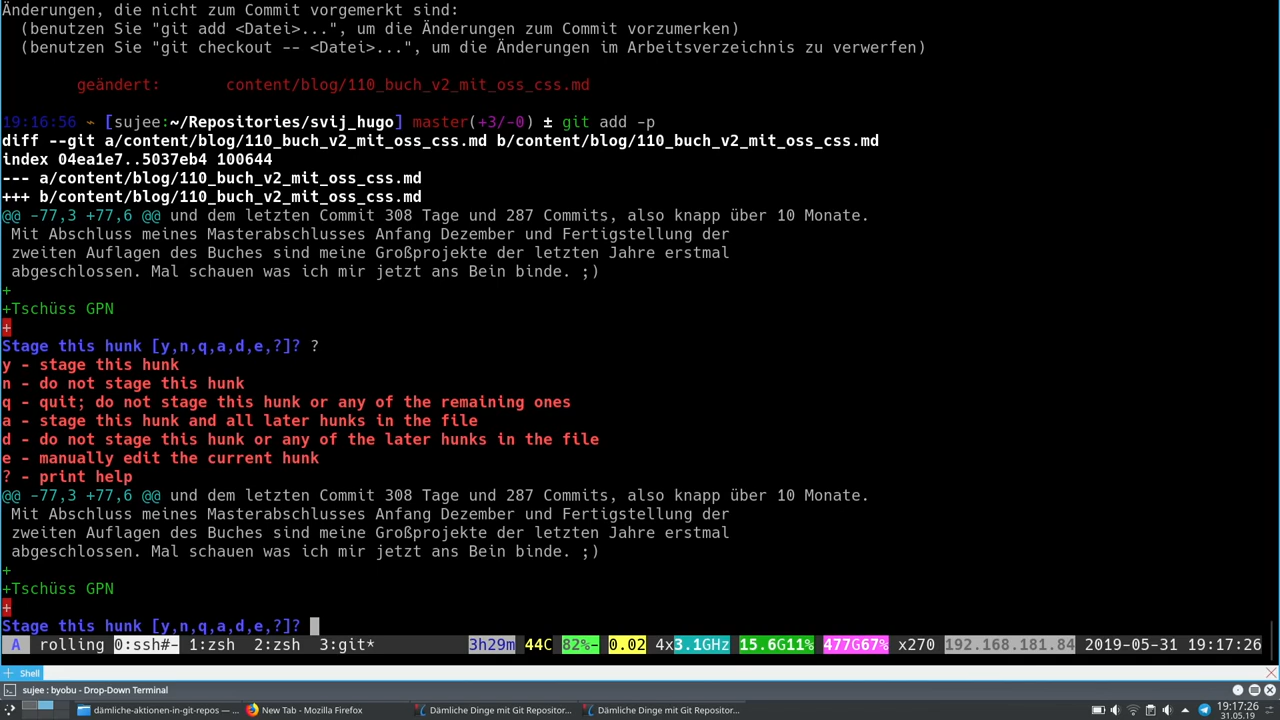 Änderungen, die nicht zum Commit vorgemerkt sind:
(benutzen Sie "git add <Datei>...", um die Änderungen zum Commit vorzumerken)
(benutzen Sie "git checkout -- <Datei>...", um die Änderungen im Arbeitsverzeichnis zu verwerfen)
geändert: content/blog/110_buch_v2_mit_oss_css.md
19:16:56 ~ [sujee:~/Repositories/svij_hugo] master(+3/-0) ± git add -p
diff --git a/content/blog/110_buch_v2_mit_oss_css.md b/content/blog/110_buch_v2_mit_oss_css.md
index 04ea1e7..5037eb4 100644
--- a/content/blog/110_buch_v2_mit_oss_css.md
+++ b/content/blog/110_buch_v2_mit_oss_css.md
@@ -77,3 +77,6 @@ und dem letzten Commit 308 Tage und 287 Commits, also knapp über 10 Monate.
Mit Abschluss meines Masterabschlusses Anfang Dezember und Fertigstellung der
zweiten Auflagen des Buches sind meine Großprojekte der letzten Jahre erstmal
abgeschlossen. Mal schauen was ich mir jetzt ans Bein binde. ;)
+
+Tschüss GPN
+
Stage this hunk [y,n,q,a,d,e,?]? ?
y - stage this hunk
n - do not stage this hunk
q - quit; do not stage this hunk or any of the remaining ones
a - stage this hunk and all later hunks in the file
d - do not stage this hunk or any of the later hunks in the file
e - manually edit the current hunk
? - print help
@@ -77,3 +77,6 @@ und dem letzten Commit 308 Tage und 287 Commits, also knapp über 10 Monate.
Mit Abschluss meines Masterabschlusses Anfang Dezember und Fertigstellung der
zweiten Auflagen des Buches sind meine Großprojekte der letzten Jahre erstmal
abgeschlossen. Mal schauen was ich mir jetzt ans Bein binde. ;)
+
+Tschüss GPN
+
Stage this hunk [y,n,q,a,d,e,?]?
A rolling 0:ssh#- 1:zsh 2:zsh 3:git* 3h29m 44C 82%- 0.02 4x3.1GHz 15.6G11% 477G67% x270 192.168.181.84 2019-05-31 19:17:26
Shell
sujee : byobu - Drop-Down Terminal
dämliche-aktionen-in-git-repos — ... New Tab - Mozilla Firefox Dämliche Dinge mit Git Repositor... Dämliche Dinge mit Git Repositor... 19:17:26
31.05.19